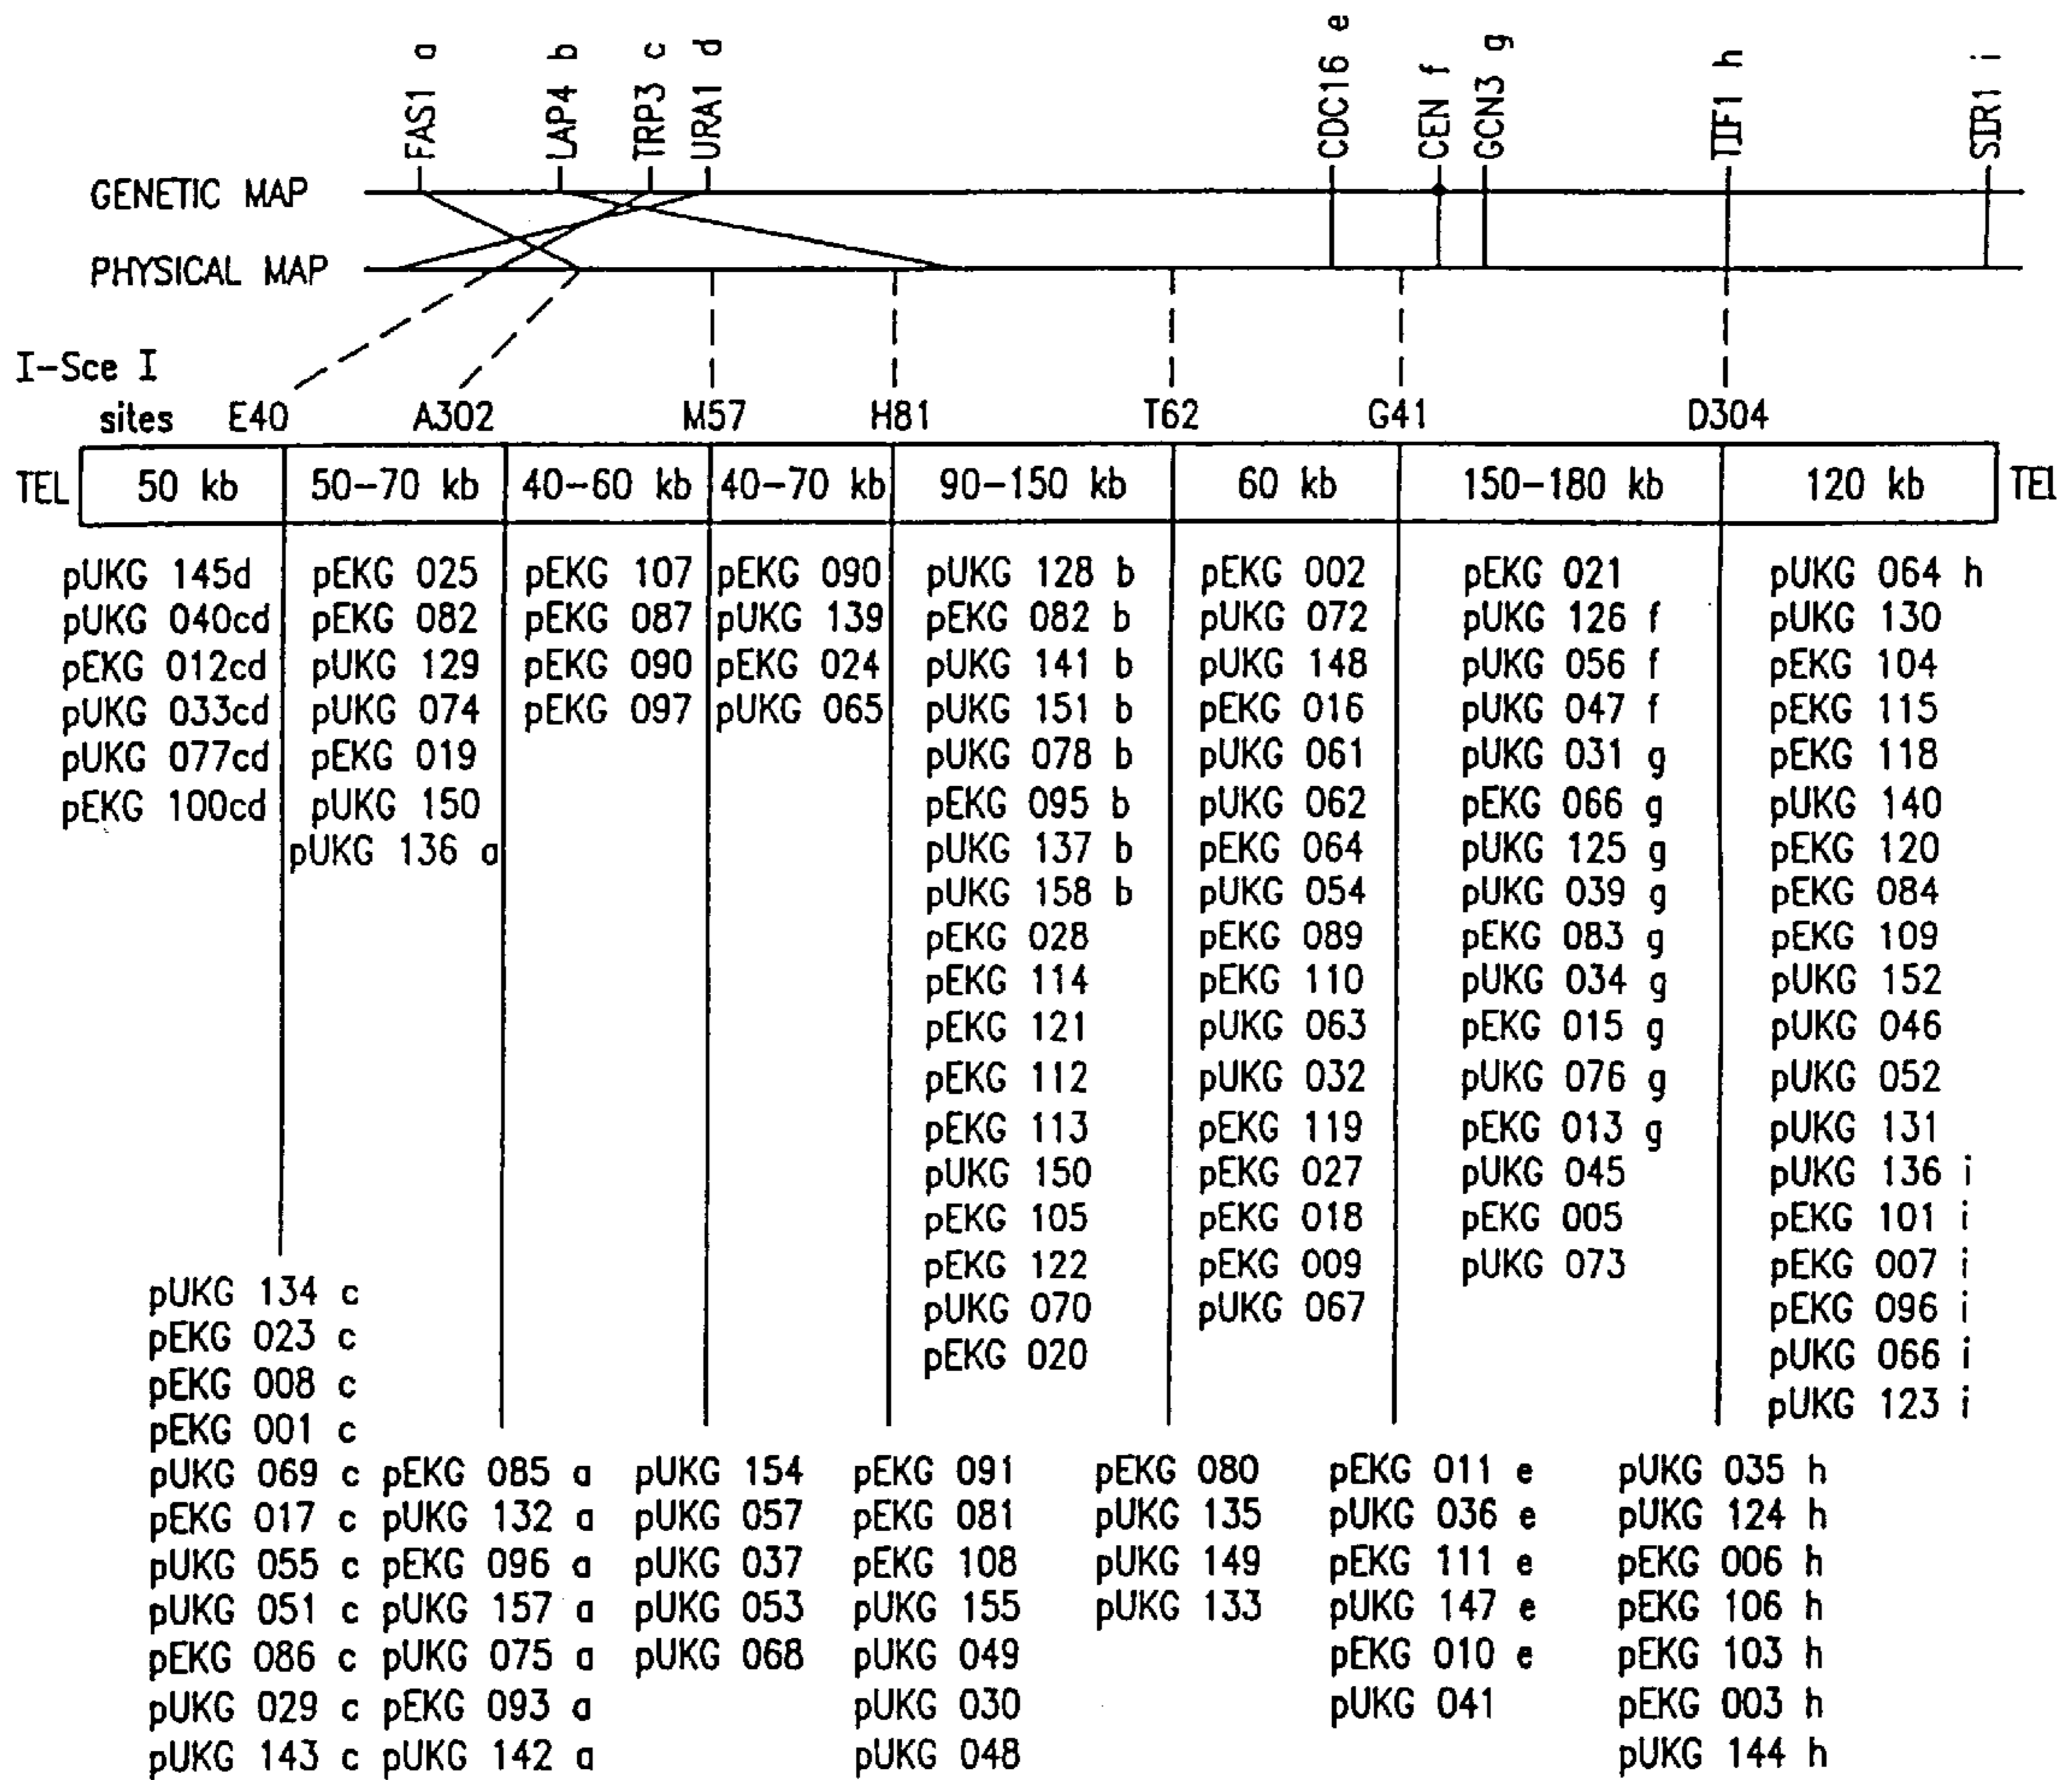 FAS1 a LAP4 b TRP3 c URA1 d CDC16 e CEN f GCN3 g TIF1 h SIR1 i
GENETIC MAP
PHYSICAL MAP
I-Sce I
sites E40 A302 M57 H81 T62 G41 D304
TEL 50 kb 50-70 kb 40-60 kb 40-70 kb 90-150 kb 60 kb 150-180 kb 120 kb TEL
pUKG 145d pEKG 025 pEKG 107 pEKG 090 pUKG 128 b pEKG 002 pEKG 021 pUKG 064 h
pUKG 040cd pEKG 082 pEKG 087 pUKG 139 pEKG 082 b pUKG 072 pUKG 126 f pUKG 130
pEKG 012cd pUKG 129 pEKG 090 pEKG 024 pUKG 141 b pUKG 148 pUKG 056 f pEKG 104
pUKG 033cd pUKG 074 pEKG 097 pUKG 065 pUKG 151 b pEKG 016 pUKG 047 f pEKG 115
pUKG 077cd pEKG 019 pUKG 078 b pUKG 061 pUKG 031 g pEKG 118
pEKG 100cd pUKG 150 pEKG 095 b pUKG 062 pEKG 066 g pUKG 140
pUKG 136 a pUKG 137 b pEKG 064 pUKG 125 g pEKG 120
pUKG 158 b pUKG 054 pUKG 039 g pEKG 084
pEKG 028 pEKG 089 pEKG 083 g pEKG 109
pEKG 114 pEKG 110 pUKG 034 g pUKG 152
pEKG 121 pUKG 063 pEKG 015 g pUKG 046
pEKG 112 pUKG 032 pUKG 076 g pUKG 052
pEKG 113 pEKG 119 pEKG 013 g pUKG 131
pUKG 150 pEKG 027 pUKG 045 pUKG 136 i
pEKG 105 pEKG 018 pEKG 005 pEKG 101 i
pEKG 122 pEKG 009 pUKG 073 pEKG 007 i
pUKG 134 c pUKG 070 pUKG 067 pEKG 096 i
pEKG 023 c pEKG 020 pUKG 066 i
pEKG 008 c pUKG 123 i
pEKG 001 c
pUKG 069 c pEKG 085 a pUKG 154 pEKG 091 pEKG 080 pEKG 011 e pUKG 035 h
pEKG 017 c pUKG 132 a pUKG 057 pEKG 081 pUKG 135 pUKG 036 e pUKG 124 h
pUKG 055 c pEKG 096 a pUKG 037 pEKG 108 pUKG 149 pEKG 111 e pEKG 006 h
pUKG 051 c pUKG 157 a pUKG 053 pUKG 155 pUKG 133 pUKG 147 e pEKG 106 h
pEKG 086 c pUKG 075 a pUKG 068 pUKG 049 pEKG 010 e pEKG 103 h
pUKG 029 c pEKG 093 a pUKG 030 pUKG 041 pEKG 003 h
pUKG 143 c pUKG 142 a pUKG 048 pUKG 144 h